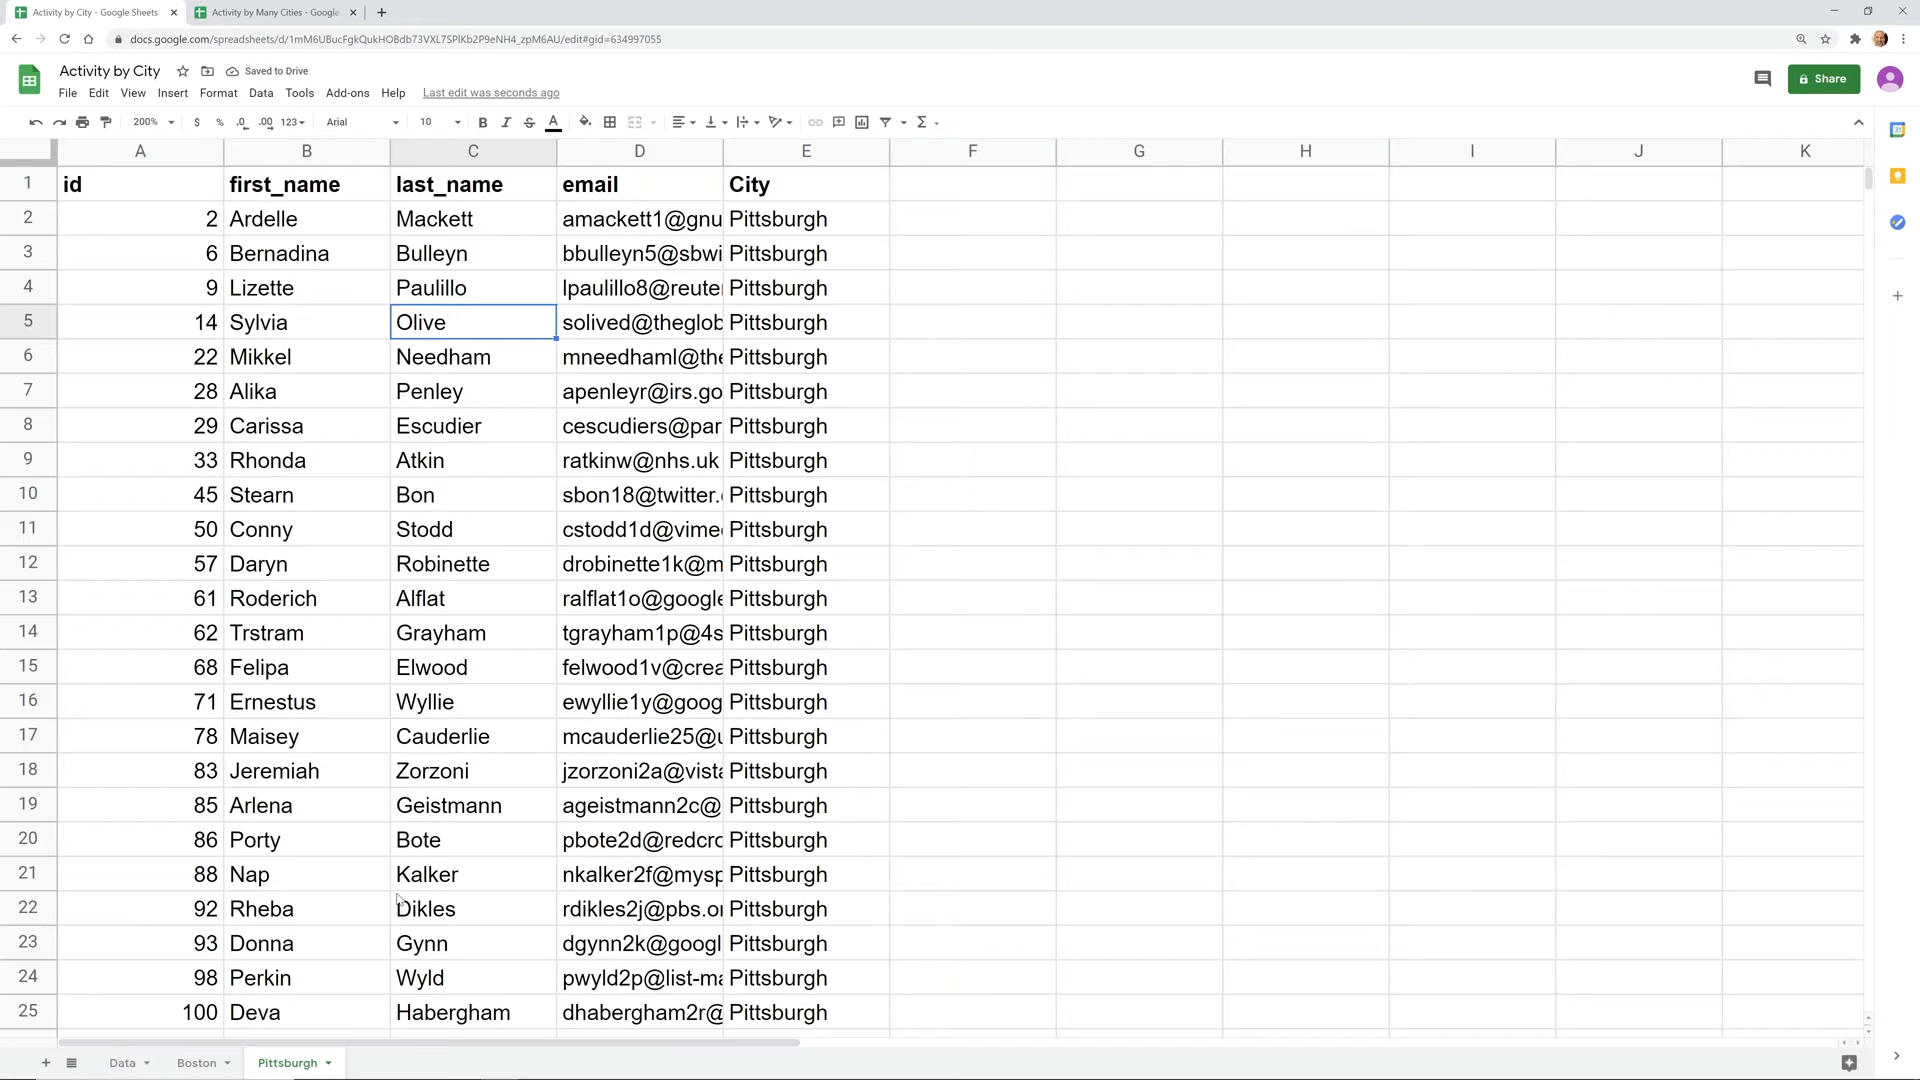 Activity by City - Google Sheets
Activity by Many Cities - Google
docs.google.com/spreadsheets/d/1mM6UBucFgkQukHOBdb73VXL7SPlKb2P9eNH4_zpM6AU/edit#gid=634997055
Activity by City Saved to Drive
Share
File Edit View Insert Format Data Tools Add-ons Help Last edit was seconds ago
200% $ % .0 .00 123 Arial 10 B I S A
A B C D E F G H I J K
1 id first_name last_name email City
2 2 Ardelle Mackett amackett1@gnu Pittsburgh
3 6 Bernadina Bulleyn bbulleyn5@sbwi Pittsburgh
4 9 Lizette Paulillo lpaulillo8@reuter Pittsburgh
5 14 Sylvia Olive solived@theglob Pittsburgh
6 22 Mikkel Needham mneedhaml@the Pittsburgh
7 28 Alika Penley apenleyr@irs.go Pittsburgh
8 29 Carissa Escudier cescudiers@par Pittsburgh
9 33 Rhonda Atkin ratkinw@nhs.uk Pittsburgh
10 45 Stearn Bon sbon18@twitter.c Pittsburgh
11 50 Conny Stodd cstodd1d@vimeo Pittsburgh
12 57 Daryn Robinette drobinette1k@m Pittsburgh
13 61 Roderich Alflat ralflat1o@google Pittsburgh
14 62 Trstram Grayham tgrayham1p@4s Pittsburgh
15 68 Felipa Elwood felwood1v@crea Pittsburgh
16 71 Ernestus Wyllie ewyllie1y@goog Pittsburgh
17 78 Maisey Cauderlie mcauderlie25@u Pittsburgh
18 83 Jeremiah Zorzoni jzorzoni2a@vista Pittsburgh
19 85 Arlena Geistmann ageistmann2c@ Pittsburgh
20 86 Porty Bote pbote2d@redcro Pittsburgh
21 88 Nap Kalker nkalker2f@mysp Pittsburgh
22 92 Rheba Dikles rdikles2j@pbs.or Pittsburgh
23 93 Donna Gynn dgynn2k@googl Pittsburgh
24 98 Perkin Wyld pwyld2p@list-ma Pittsburgh
25 100 Deva Habergham dhabergham2r@ Pittsburgh
Data Boston Pittsburgh